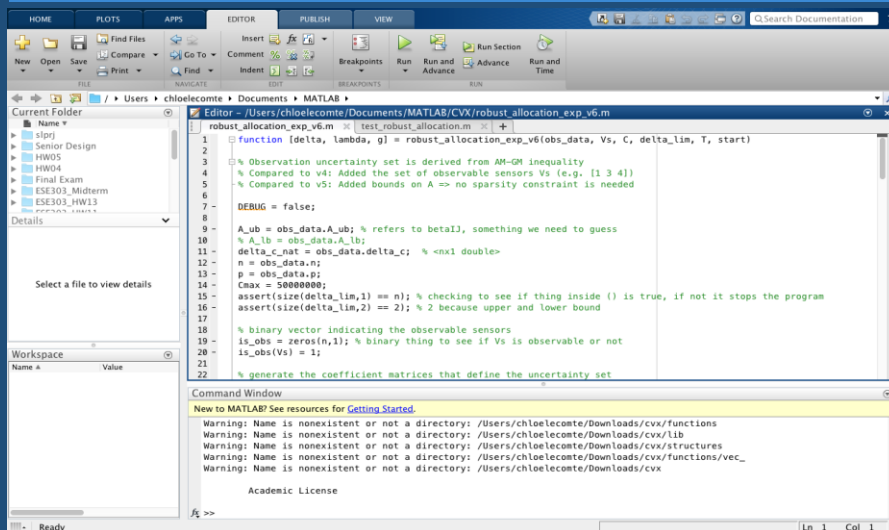 HOME PLOTS APPS EDITOR PUBLISH VIEW
Search Documentation
New Open Save
Find Files
Compare
Print
Go To
Find
Insert fx
Comment
Indent
Breakpoints
Run
Run and Advance
Run Section
Advance
Run and Time
FILE NAVIGATE EDIT BREAKPOINTS RUN
/ Users chloelecomte Documents MATLAB
Current Folder
Name
slprj
Senior Design
HW05
HW04
Final Exam
ESE303_Midterm
ESE303_HW13
Details
Select a file to view details
Workspace
Name Value
Editor - /Users/chloelecomte/Documents/MATLAB/CVX/robust_allocation_exp_v6.m
robust_allocation_exp_v6.m test_robust_allocation.m +
1 function [delta, lambda, g] = robust_allocation_exp_v6(obs_data, Vs, C, delta_lim, T, start)
2
3 % Observation uncertainty set is derived from AM-GM inequality
4 % Compared to v4: Added the set of observable sensors Vs (e.g. [1 3 4])
5 % Compared to v5: Added bounds on A => no sparsity constraint is needed
6
7 - DEBUG = false;
8
9 - A_ub = obs_data.A_ub; % refers to betaIJ, something we need to guess
10 % A_lb = obs_data.A_lb;
11 - delta_c_nat = obs_data.delta_c; % <nx1 double>
12 - n = obs_data.n;
13 - p = obs_data.p;
14 - Cmax = 50000000;
15 - assert(size(delta_lim,1) == n); % checking to see if thing inside () is true, if not it stops the program
16 - assert(size(delta_lim,2) == 2); % 2 because upper and lower bound
17
18 % binary vector indicating the observable sensors
19 - is_obs = zeros(n,1); % binary thing to see if Vs is observable or not
20 - is_obs(Vs) = 1;
21
22 % generate the coefficient matrices that define the uncertainty set
Command Window
New to MATLAB? See resources for Getting Started.
Warning: Name is nonexistent or not a directory: /Users/chloelecomte/Downloads/cvx/functions
Warning: Name is nonexistent or not a directory: /Users/chloelecomte/Downloads/cvx/lib
Warning: Name is nonexistent or not a directory: /Users/chloelecomte/Downloads/cvx/structures
Warning: Name is nonexistent or not a directory: /Users/chloelecomte/Downloads/cvx/functions/vec_
Warning: Name is nonexistent or not a directory: /Users/chloelecomte/Downloads/cvx
Academic License
fx >>
Ready
Ln 1 Col 1